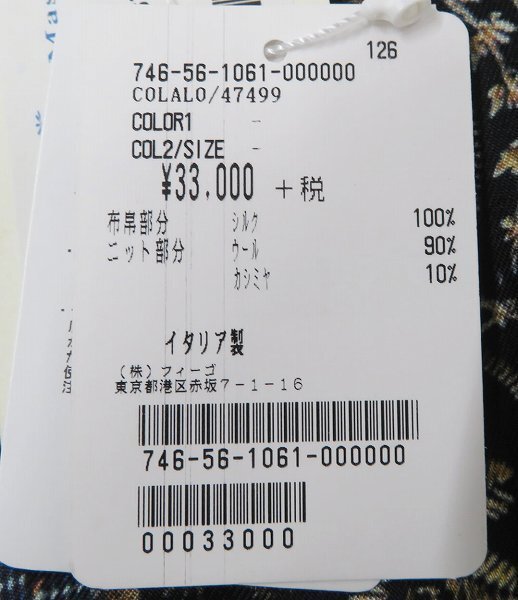 126
746-56-1061-000000
COLALO/47499
COLOR1 -
COL2/SIZE -
¥33.000 +税
布帛部分 シルク 100%
ニット部分 ウール 90%
カシミヤ 10%
イタリア製
(株)フィーゴ
東京都港区赤坂7-1-16
746-56-1061-000000
00033000
Mas